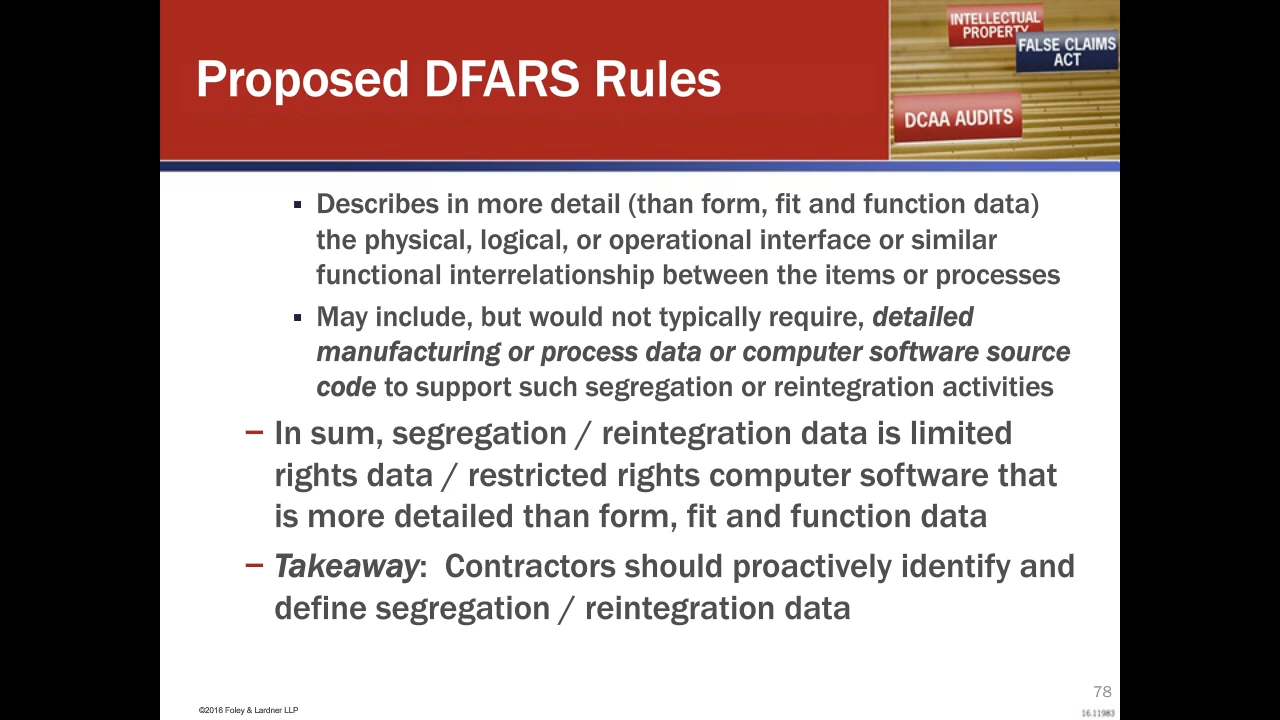 Proposed DFARS Rules
INTELLECTUAL
PROPERTY
FALSE CLAIMS
ACT
DCAA AUDITS
▪ Describes in more detail (than form, fit and function data)
the physical, logical, or operational interface or similar
functional interrelationship between the items or processes
▪ May include, but would not typically require, detailed
manufacturing or process data or computer software source
code to support such segregation or reintegration activities
– In sum, segregation / reintegration data is limited
rights data / restricted rights computer software that
is more detailed than form, fit and function data
– Takeaway: Contractors should proactively identify and
define segregation / reintegration data
©2016 Foley & Lardner LLP
78
16.11983